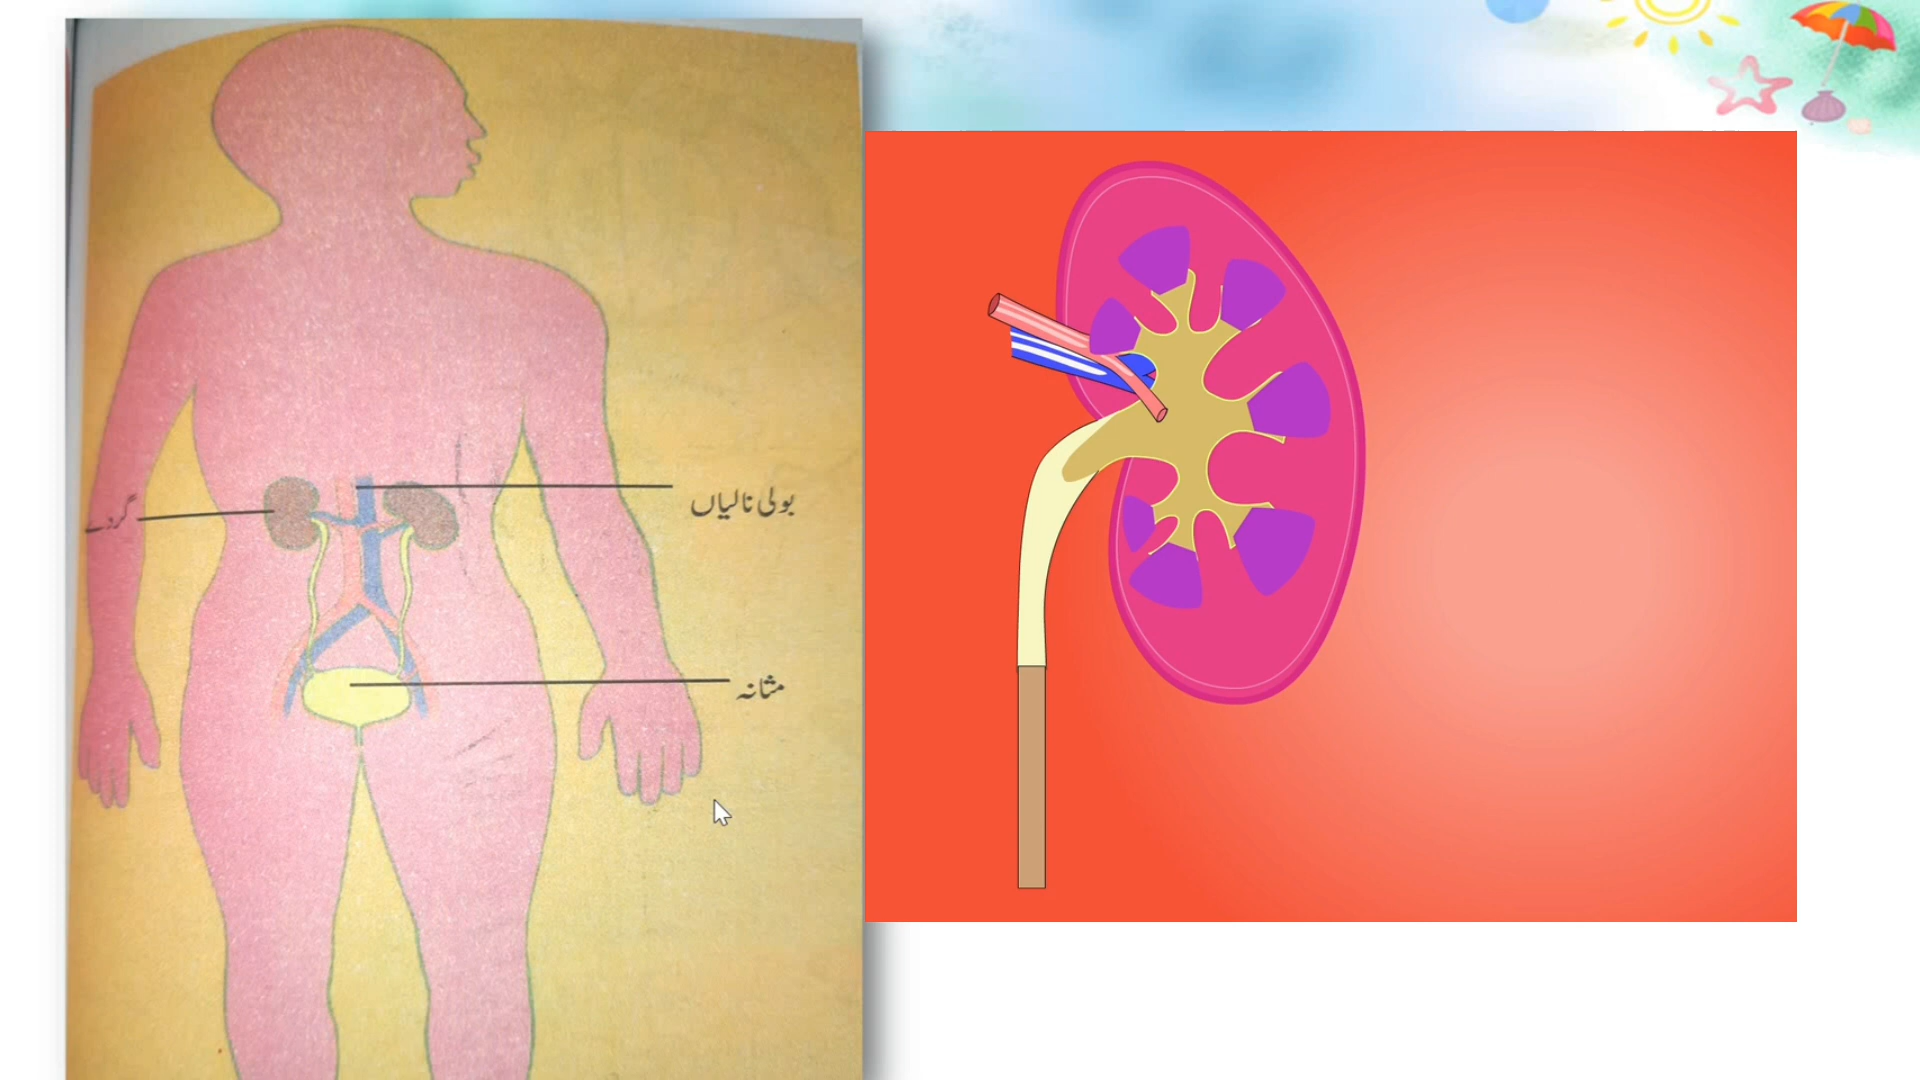 بولی نالیاں
گردے
مثانہ